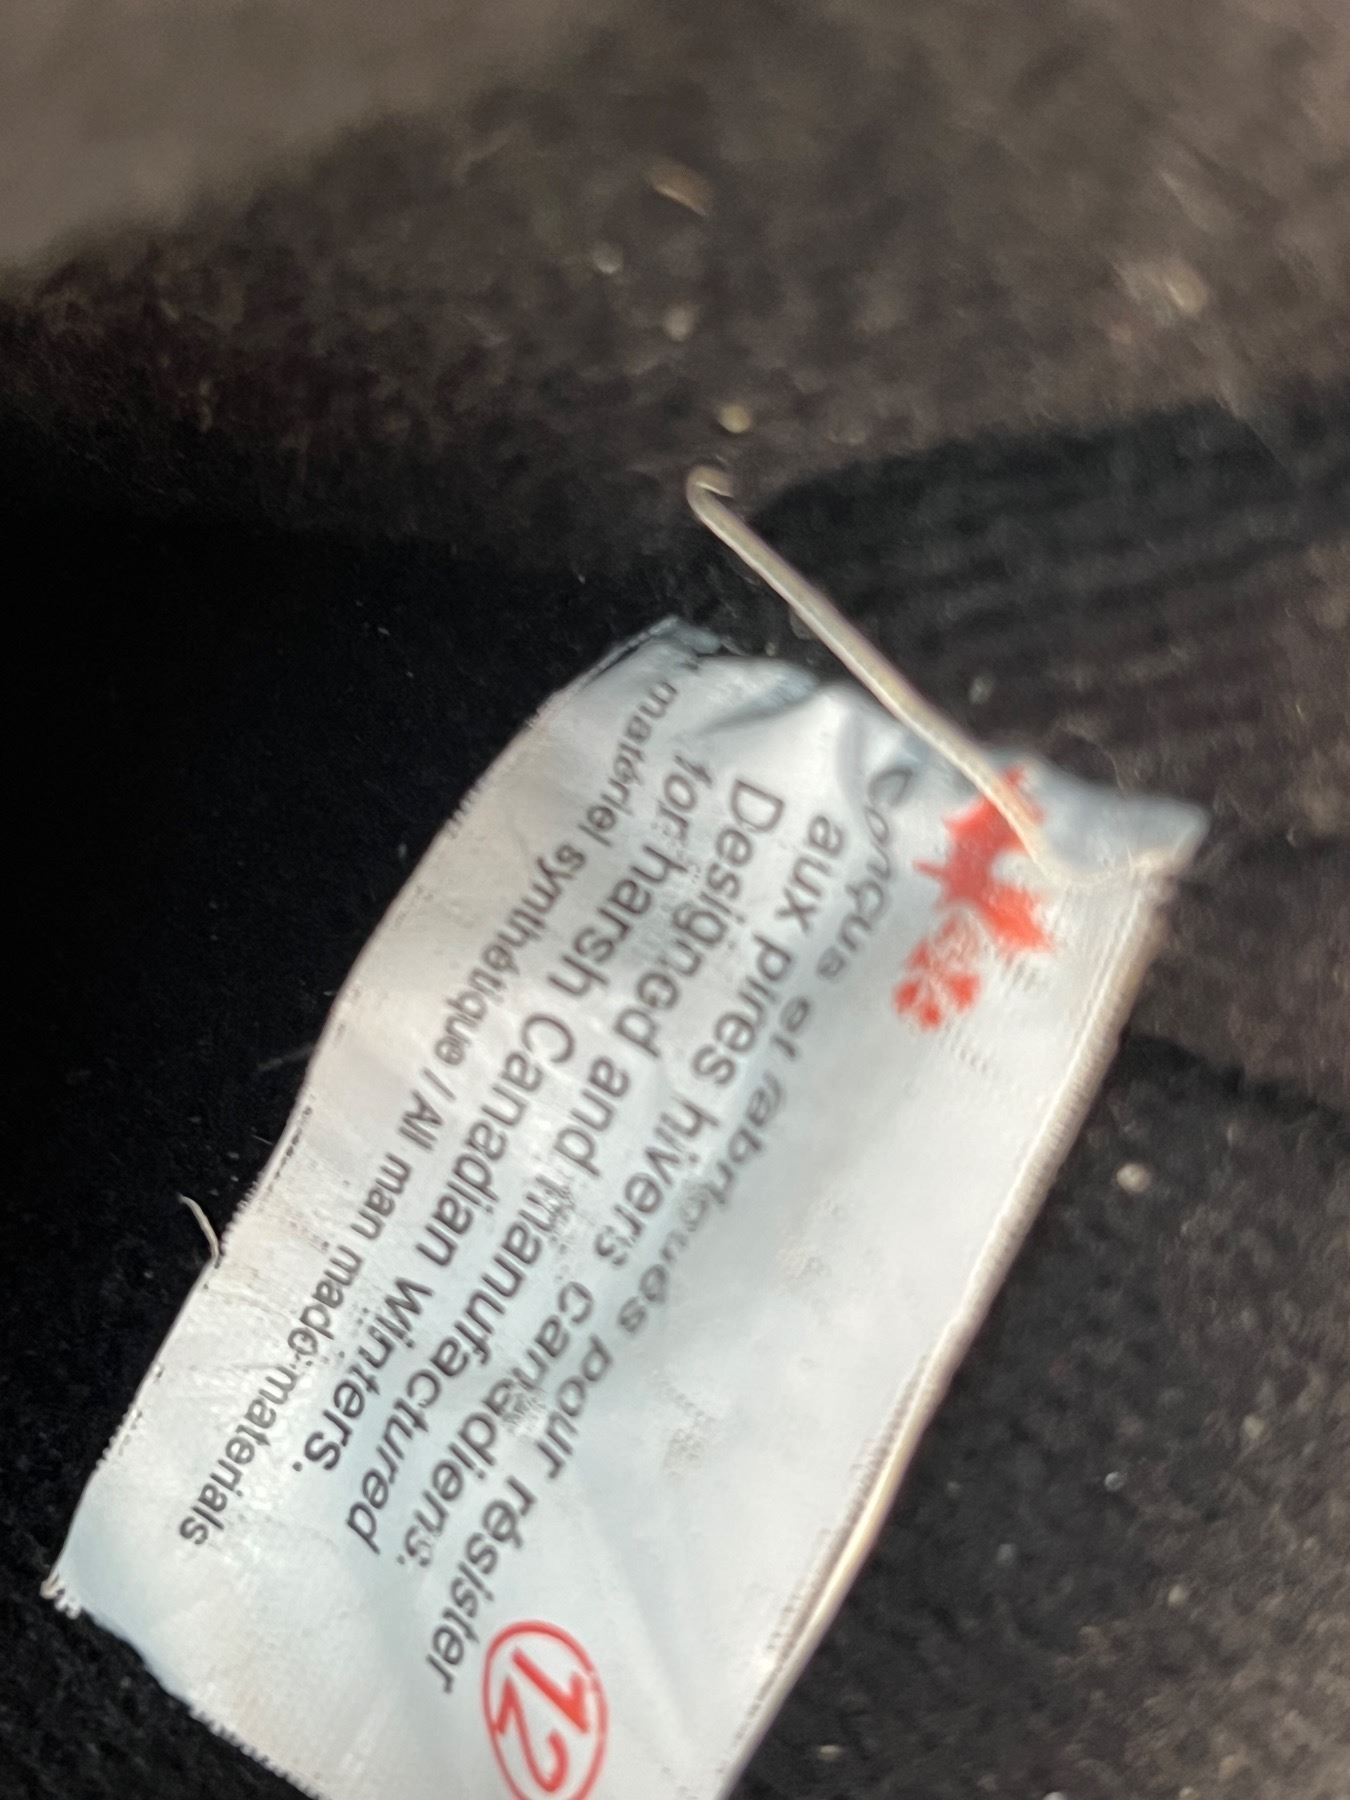 Conçus et fabriqués pour résister
aux pires hivers canadiens.
Designed and manufactured
for harsh Canadian winters.
matériel synthétique / All man made materials
12